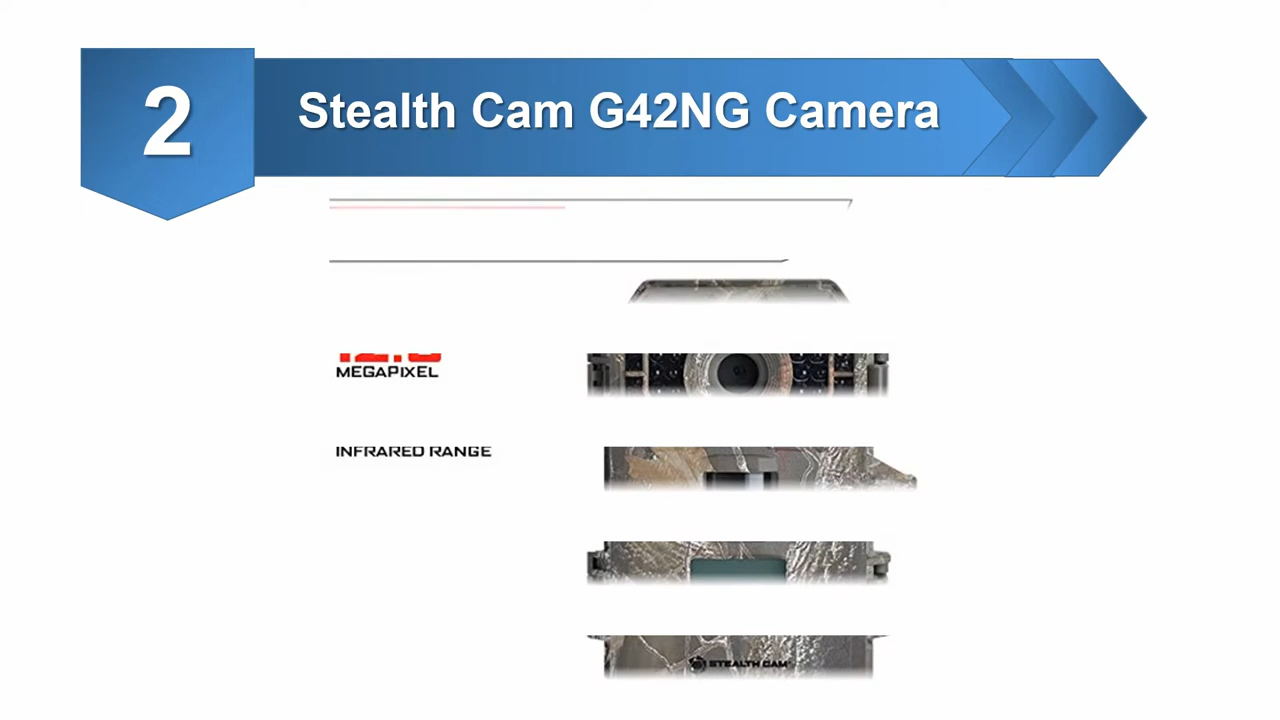 2
Stealth Cam G42NG Camera
MEGAPIXEL
INFRARED RANGE
STEALTH CAM